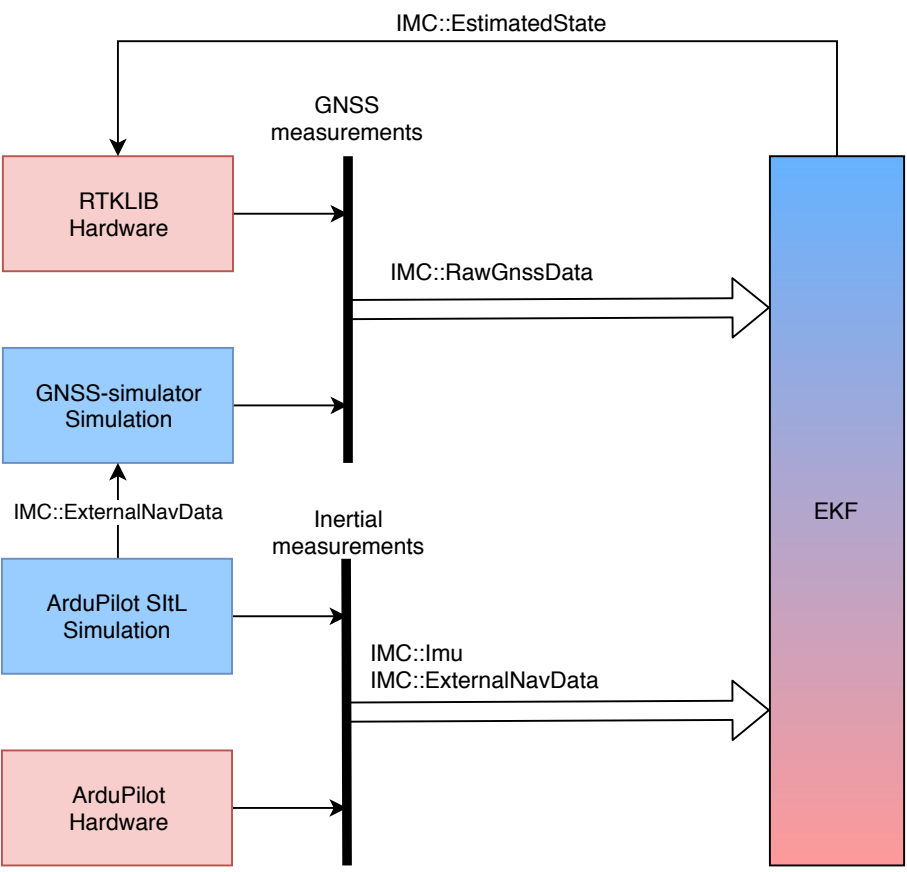 IMC::EstimatedState
GNSS
measurements
RTKLIB
Hardware
IMC::RawGnssData
GNSS-simulator
Simulation
IMC::ExternalNavData
Inertial
measurements
EKF
ArduPilot SItL
Simulation
IMC::Imu
IMC::ExternalNavData
ArduPilot
Hardware